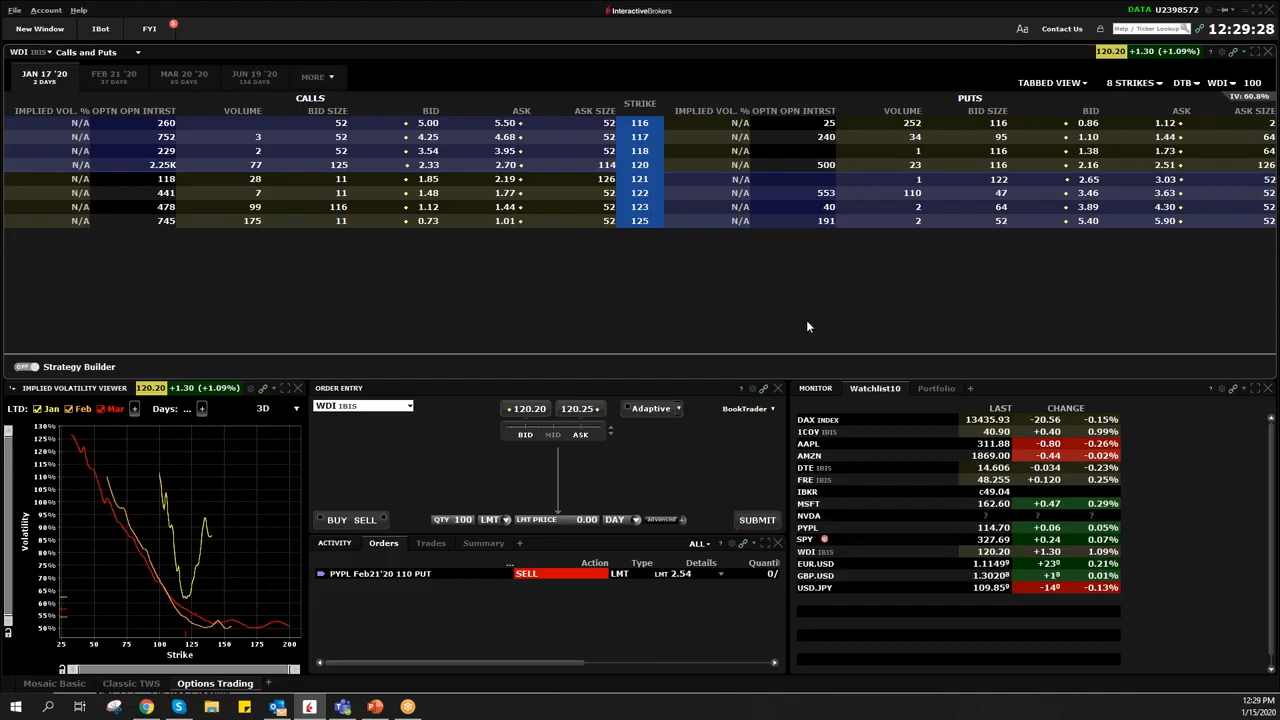 File Account Help
InteractiveBrokers
DATA U2398572
New Window IBot FYI 5
Aa Contact Us Help / Ticker Lookup 12:29:28
WDI IBIS Calls and Puts
120.20 +1.30 (+1.09%)
JAN 17 '20 FEB 21 '20 MAR 20 '20 JUN 19 '20 MORE
2 DAYS 37 DAYS 65 DAYS 156 DAYS
TABBED VIEW 8 STRIKES DTB WDI 100
CALLS STRIKE PUTS IV: 60.8%
IMPLIED VOL. % OPTN OPN INTRST VOLUME BID SIZE BID ASK ASK SIZE IMPLIED VOL. % OPTN OPN INTRST VOLUME BID SIZE BID ASK ASK SIZE
N/A 260 52 5.00 5.50 52 116 N/A 25 252 116 0.86 1.12 2
N/A 752 3 52 4.25 4.68 52 117 N/A 240 34 95 1.10 1.44 64
N/A 229 2 52 3.54 3.95 52 118 N/A 1 116 1.38 1.73 64
N/A 2.25K 77 125 2.33 2.70 114 120 N/A 500 23 116 2.16 2.51 126
N/A 118 28 11 1.85 2.19 126 121 N/A 1 122 2.65 3.03 52
N/A 441 7 11 1.48 1.77 52 122 N/A 553 110 47 3.46 3.63 52
N/A 478 99 116 1.12 1.44 52 123 N/A 40 2 64 3.89 4.30 52
N/A 745 175 11 0.73 1.01 52 125 N/A 191 2 52 5.40 5.90 52
OFF Strategy Builder
IMPLIED VOLATILITY VIEWER 120.20 +1.30 (+1.09%)
LTD: Jan Feb Mar + Days: ... + 3D
130%
125%
120%
115%
110%
105%
100%
95%
90%
85%
80%
75%
70%
65%
60%
55%
50%
Volatility
25 50 75 100 125 150 175 200
Strike
ORDER ENTRY
WDI IBIS
120.20 120.25 Adaptive BookTrader
BID MID ASK
BUY SELL QTY 100 LMT LMT PRICE 0.00 DAY advanced SUBMIT
ACTIVITY Orders Trades Summary + ALL
... Action Type Details Quanti
PYPL Feb21'20 110 PUT SELL LMT LMT 2.54 0/
MONITOR Watchlist10 Portfolio +
LAST CHANGE
DAX INDEX 13435.93 -20.56 -0.15%
1COV IBIS 40.90 +0.40 0.99%
AAPL 311.88 -0.80 -0.26%
AMZN 1869.00 -0.44 -0.02%
DTE IBIS 14.606 -0.034 -0.23%
FRE IBIS 48.255 +0.120 0.25%
IBKR c49.04
MSFT 162.60 +0.47 0.29%
NVDA ? ? ?
PYPL 114.70 +0.06 0.05%
SPY 327.69 +0.24 0.07%
WDI IBIS 120.20 +1.30 1.09%
EUR.USD 1.1149⁰ +23⁰ 0.21%
GBP.USD 1.3020⁸ +1⁸ 0.01%
USD.JPY 109.85⁰ -14⁰ -0.13%
Mosaic Basic Classic TWS Options Trading +
12:29 PM
1/15/2020